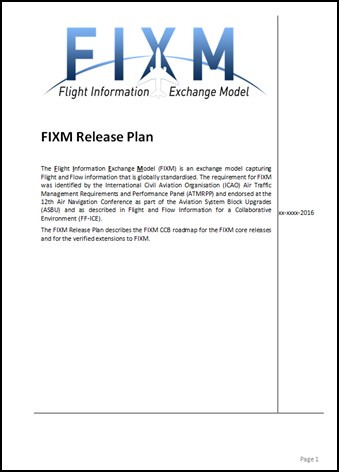 FIXM
Flight Information Exchange Model
FIXM Release Plan
The Flight Information Exchange Model (FIXM) is an exchange model capturing
Flight and Flow information that is globally standardised. The requirement for FIXM
was identified by the International Civil Aviation Organisation (ICAO) Air Traffic
Management Requirements and Performance Panel (ATMRPP) and endorsed at the
12th Air Navigation Conference as part of the Aviation System Block Upgrades
(ASBU) and as described in Flight and Flow Information for a Collaborative
Environment (FF-ICE).
xx-xxxx-2016
The FIXM Release Plan describes the FIXM CCB roadmap for the FIXM core releases
and for the verified extensions to FIXM.
Page 1